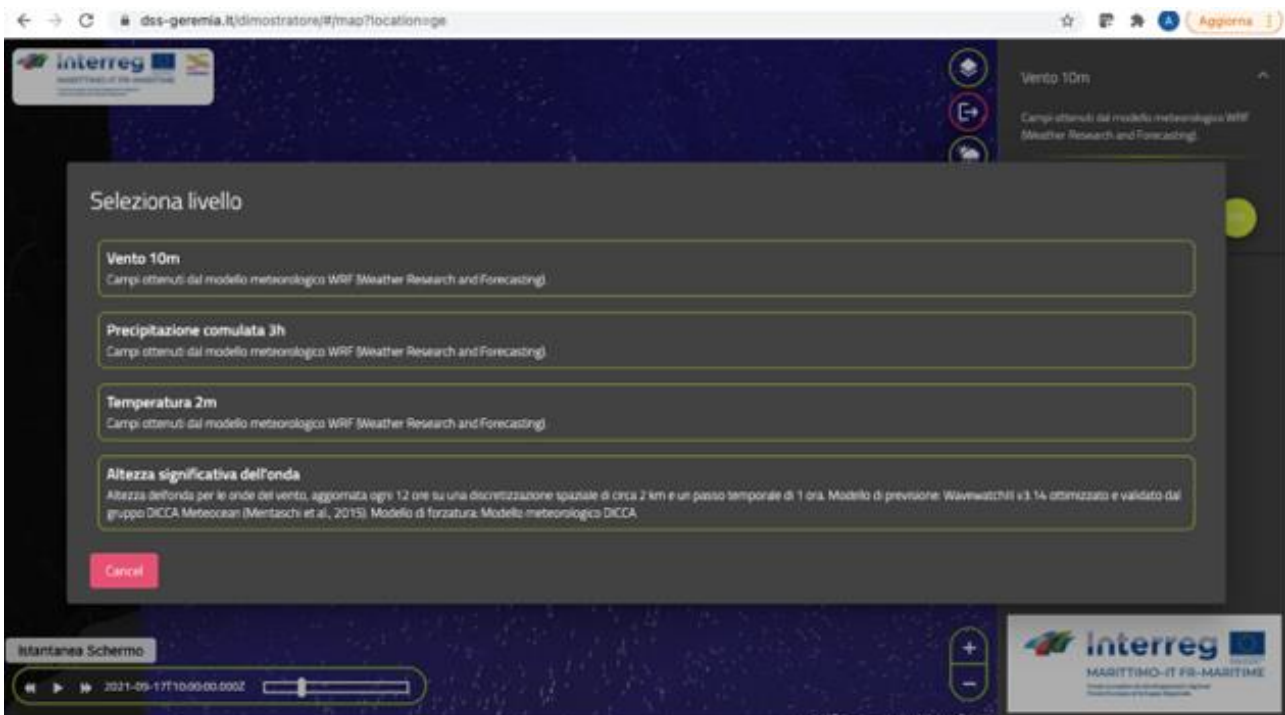 dss-geremia.it/dimostratore/#/map?location=ge
Aggiorna
Interreg
MARITTIMO-IT FR-MARITIME
Vento 10m
Campi ottenuti dal modello meteorologico WRF
(Weather Research and Forecasting).
Seleziona livello
Vento 10m
Campi ottenuti dal modello meteorologico WRF (Weather Research and Forecasting).
Precipitazione comulata 3h
Campi ottenuti dal modello meteorologico WRF (Weather Research and Forecasting).
Temperatura 2m
Campi ottenuti dal modello meteorologico WRF (Weather Research and Forecasting).
Altezza significativa dell'onda
Altezza dell'onda per le onde del vento, aggiornata ogni 12 ore su una discretizzazione spaziale di circa 2 km e un passo temporale di 1 ora. Modello di previsione: WavewatchIII v3.14 ottimizzato e validato dal
gruppo DICCA Meteocean (Mentaschi et al., 2015). Modello di forzatura: Modello meteorologico DICCA
Cancel
Istantanea Schermo
2021-09-17T10:00:00.000Z
+
−
Interreg
MARITTIMO-IT FR-MARITIME